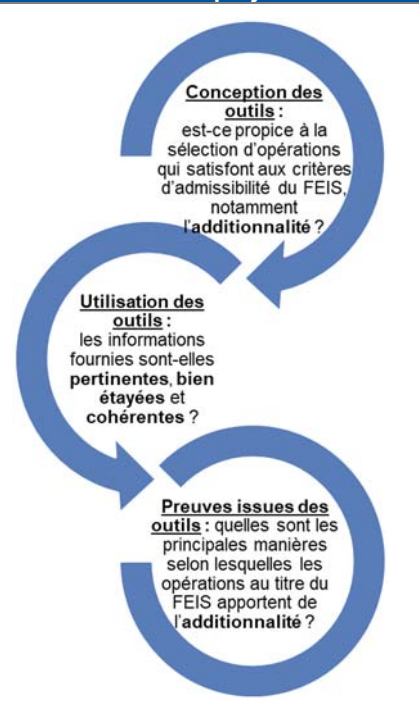 Conception des
outils :
est-ce propice à la
sélection d'opérations
qui satisfont aux critères
d'admissibilité du FEIS,
notamment
l'additionnalité ?
Utilisation des
outils :
les informations
fournies sont-elles
pertinentes, bien
étayées et
cohérentes ?
Preuves issues des
outils : quelles sont les
principales manières
selon lesquelles les
opérations au titre du
FEIS apportent de
l'additionnalité ?